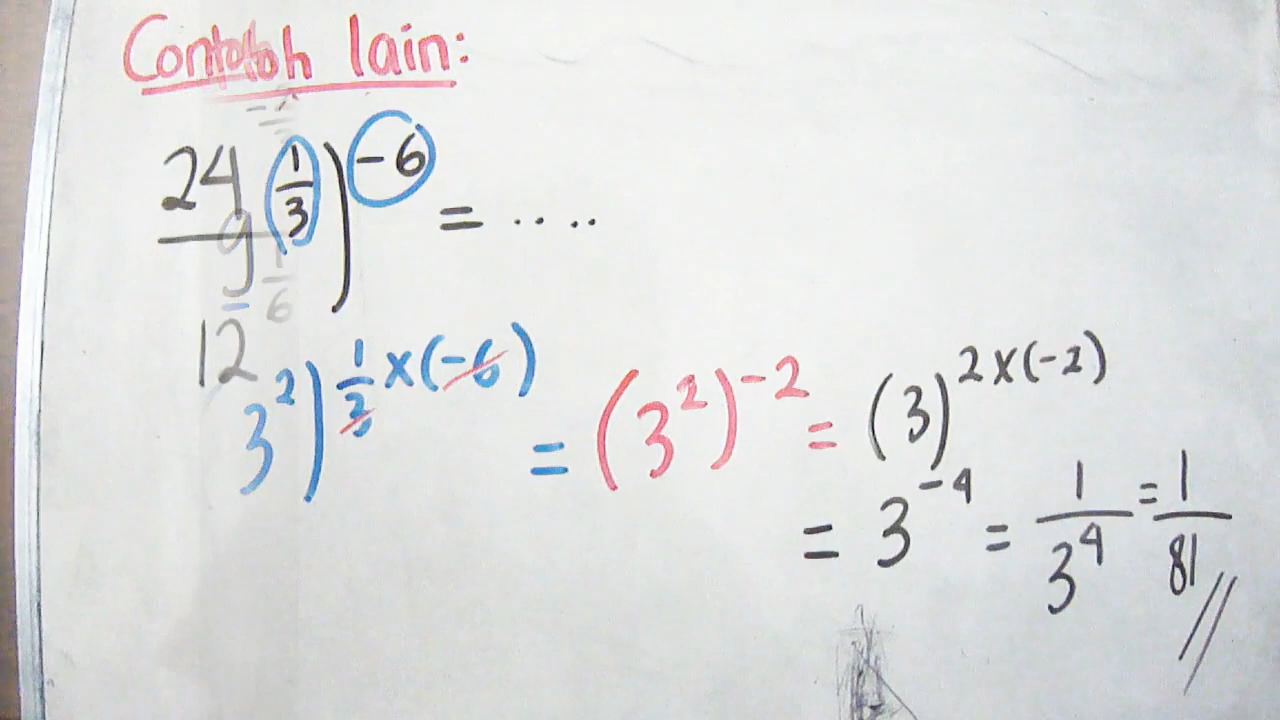 Contoh lain:
24
9^(1/3))^(-6) = ....
12
3^2)^(1/3 × (-6)) = (3^2)^(-2) = (3)^(2×(-2))
= 3^(-4) = 1/3^4 = 1/81 //